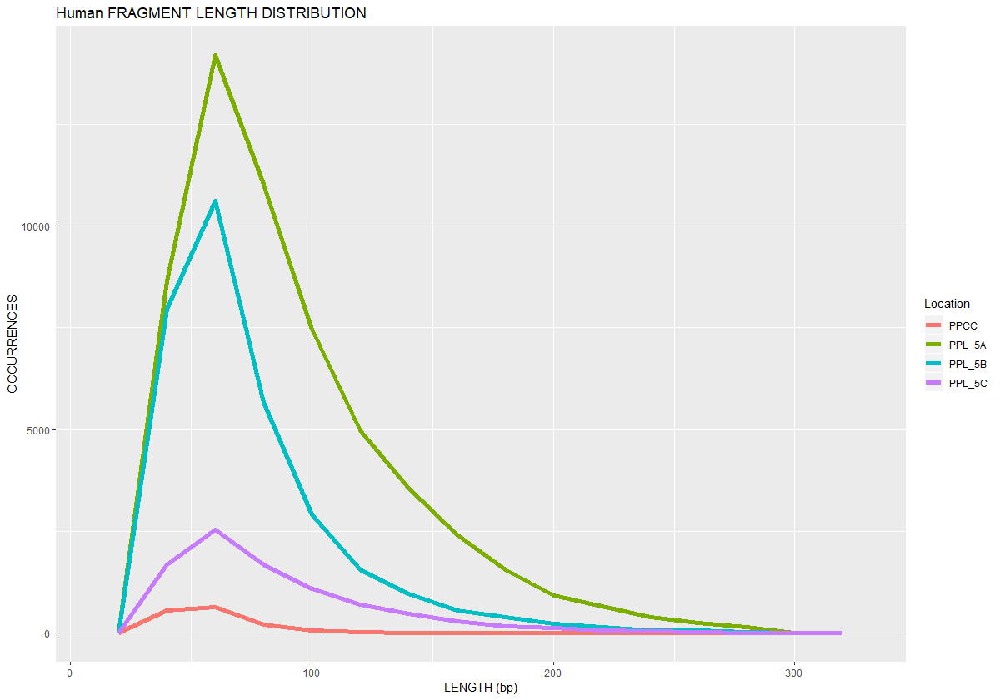 Human FRAGMENT LENGTH DISTRIBUTION
10000
5000
0
OCCURRENCES
0 100 200 300
LENGTH (bp)
Location
PPCC
PPL_5A
PPL_5B
PPL_5C